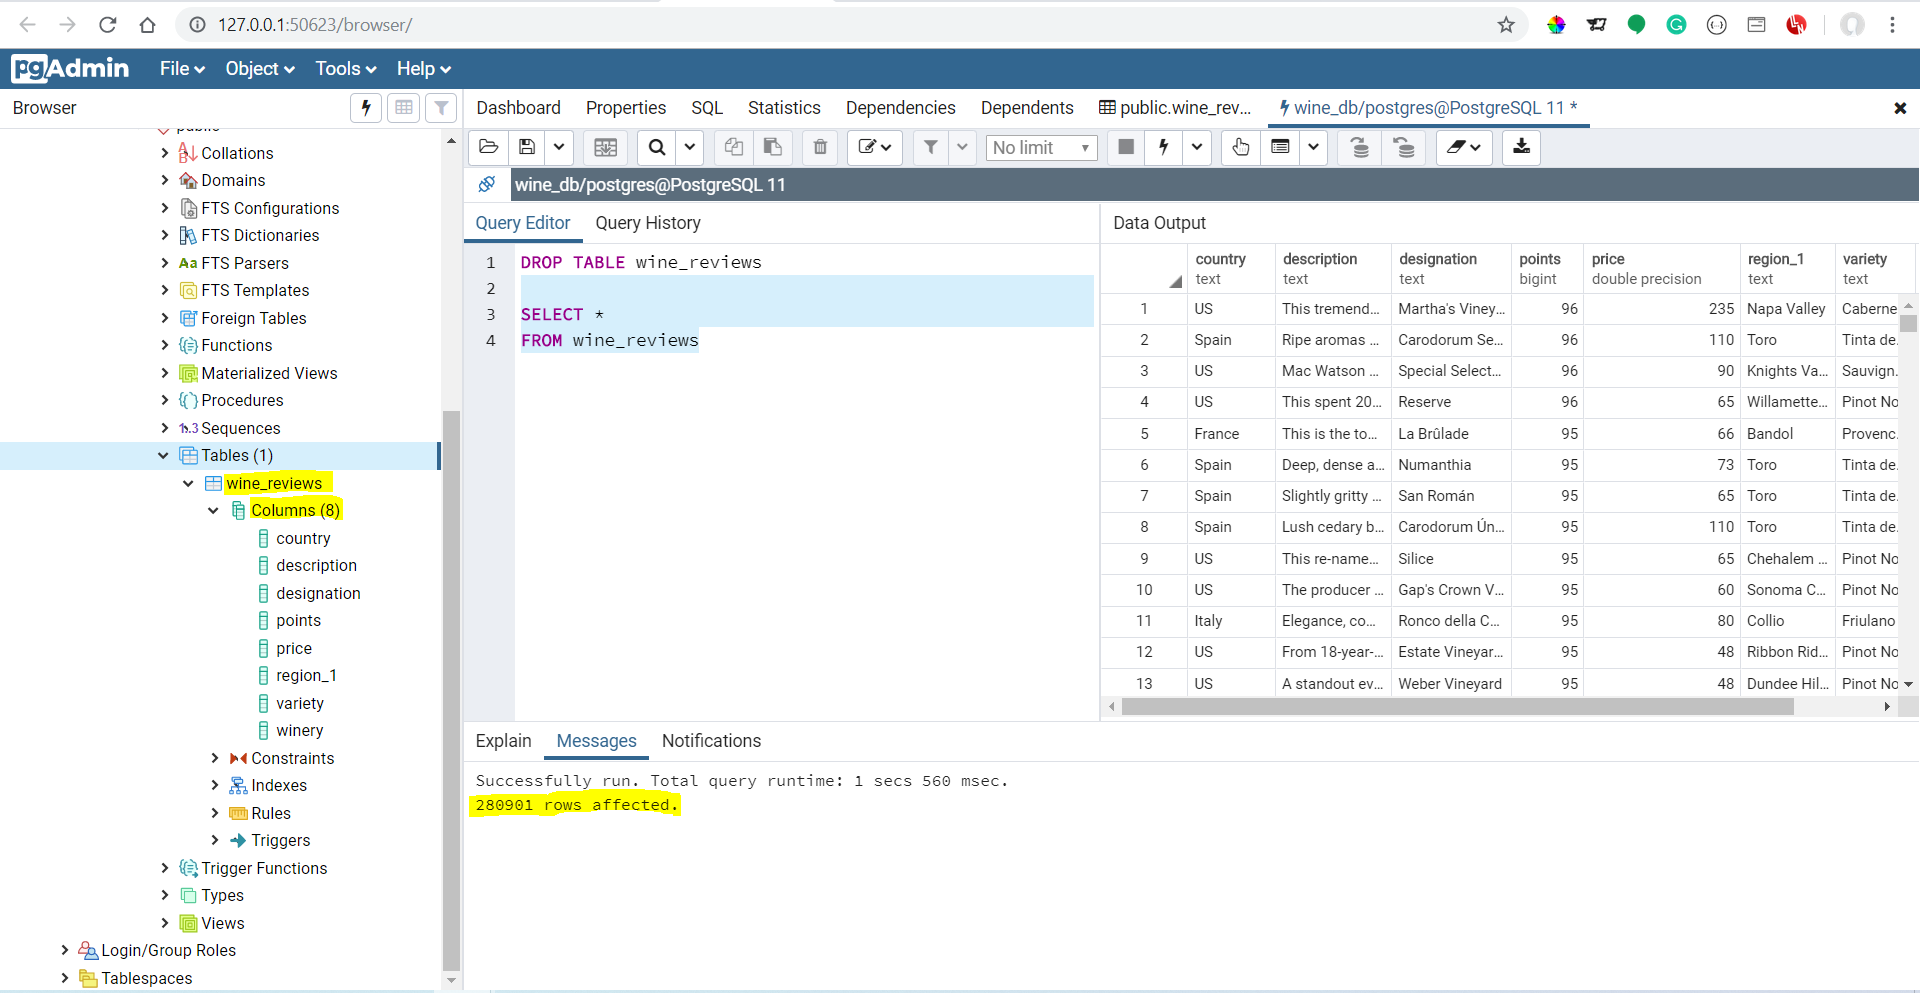 127.0.0.1:50623/browser/
pgAdmin File Object Tools Help
Browser
Dashboard Properties SQL Statistics Dependencies Dependents public.wine_rev... wine_db/postgres@PostgreSQL 11 *
No limit
wine_db/postgres@PostgreSQL 11
public
Collations
Domains
FTS Configurations
FTS Dictionaries
Aa FTS Parsers
FTS Templates
Foreign Tables
Functions
Materialized Views
Procedures
1..3 Sequences
Tables (1)
wine_reviews
Columns (8)
country
description
designation
points
price
region_1
variety
winery
Constraints
Indexes
Rules
Triggers
Trigger Functions
Types
Views
Login/Group Roles
Tablespaces
Query Editor Query History
1 DROP TABLE wine_reviews
2
3 SELECT *
4 FROM wine_reviews
Data Output
country description designation points price region_1 variety
text text text bigint double precision text text
1 US This tremend... Martha's Viney... 96 235 Napa Valley Caberne
2 Spain Ripe aromas ... Carodorum Se... 96 110 Toro Tinta de.
3 US Mac Watson ... Special Select... 96 90 Knights Va... Sauvign.
4 US This spent 20... Reserve 96 65 Willamette... Pinot No
5 France This is the to... La Brûlade 95 66 Bandol Provenc.
6 Spain Deep, dense a... Numanthia 95 73 Toro Tinta de.
7 Spain Slightly gritty ... San Román 95 65 Toro Tinta de.
8 Spain Lush cedary b... Carodorum Ún... 95 110 Toro Tinta de.
9 US This re-name... Silice 95 65 Chehalem ... Pinot No
10 US The producer ... Gap's Crown V... 95 60 Sonoma C... Pinot No
11 Italy Elegance, co... Ronco della C... 95 80 Collio Friulano
12 US From 18-year-... Estate Vineyar... 95 48 Ribbon Rid... Pinot No
13 US A standout ev... Weber Vineyard 95 48 Dundee Hil... Pinot No
Explain Messages Notifications
Successfully run. Total query runtime: 1 secs 560 msec.
280901 rows affected.